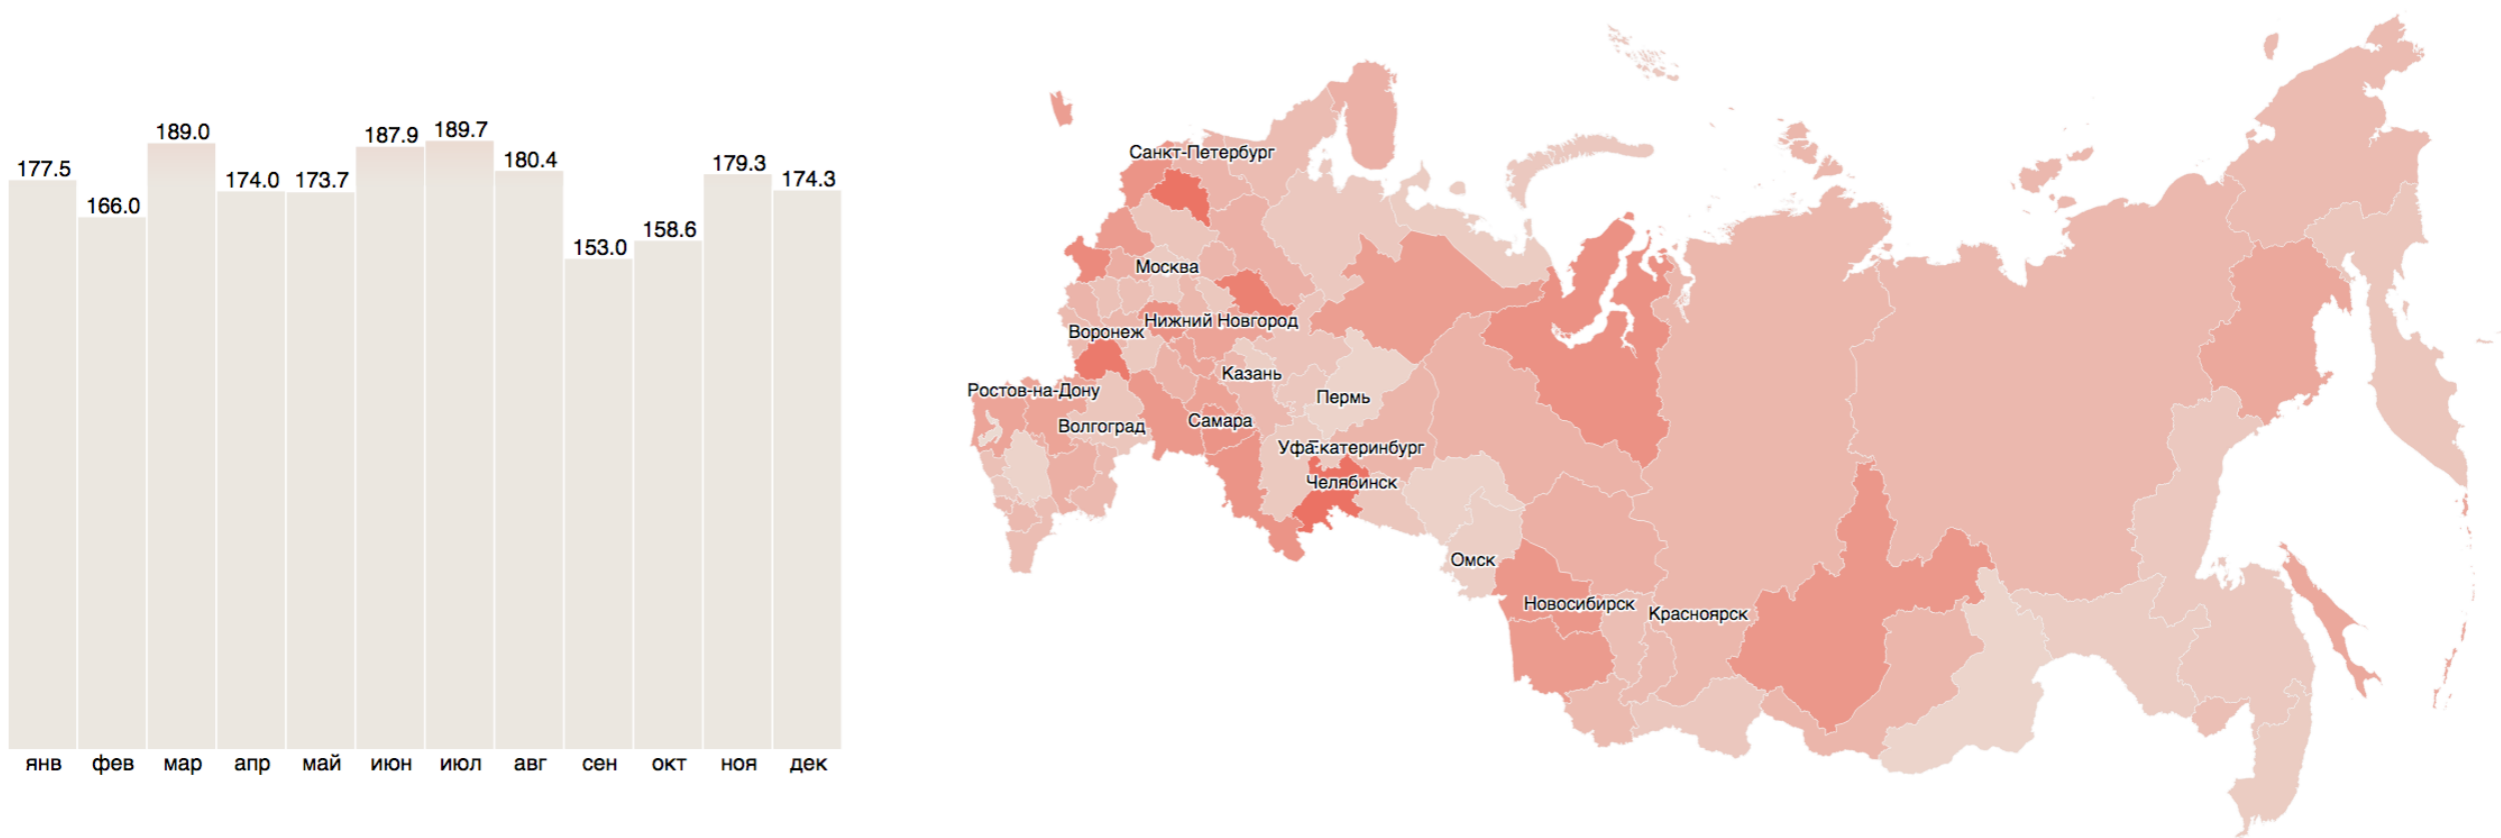 177.5
166.0
189.0
174.0
173.7
187.9
189.7
180.4
153.0
158.6
179.3
174.3
янв фев мар апр май июн июл авг сен окт ноя дек
Санкт-Петербург
Москва
Нижний Новгород
Воронеж
Казань
Ростов-на-Дону
Пермь
Самара
Волгоград
Уфа
катеринбург
Челябинск
Омск
Новосибирск
Красноярск